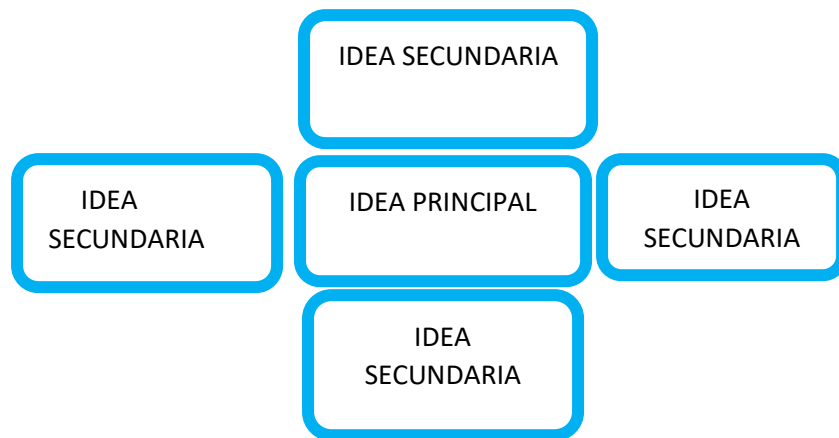 IDEA SECUNDARIA
IDEA
SECUNDARIA
IDEA PRINCIPAL
IDEA
SECUNDARIA
IDEA
SECUNDARIA